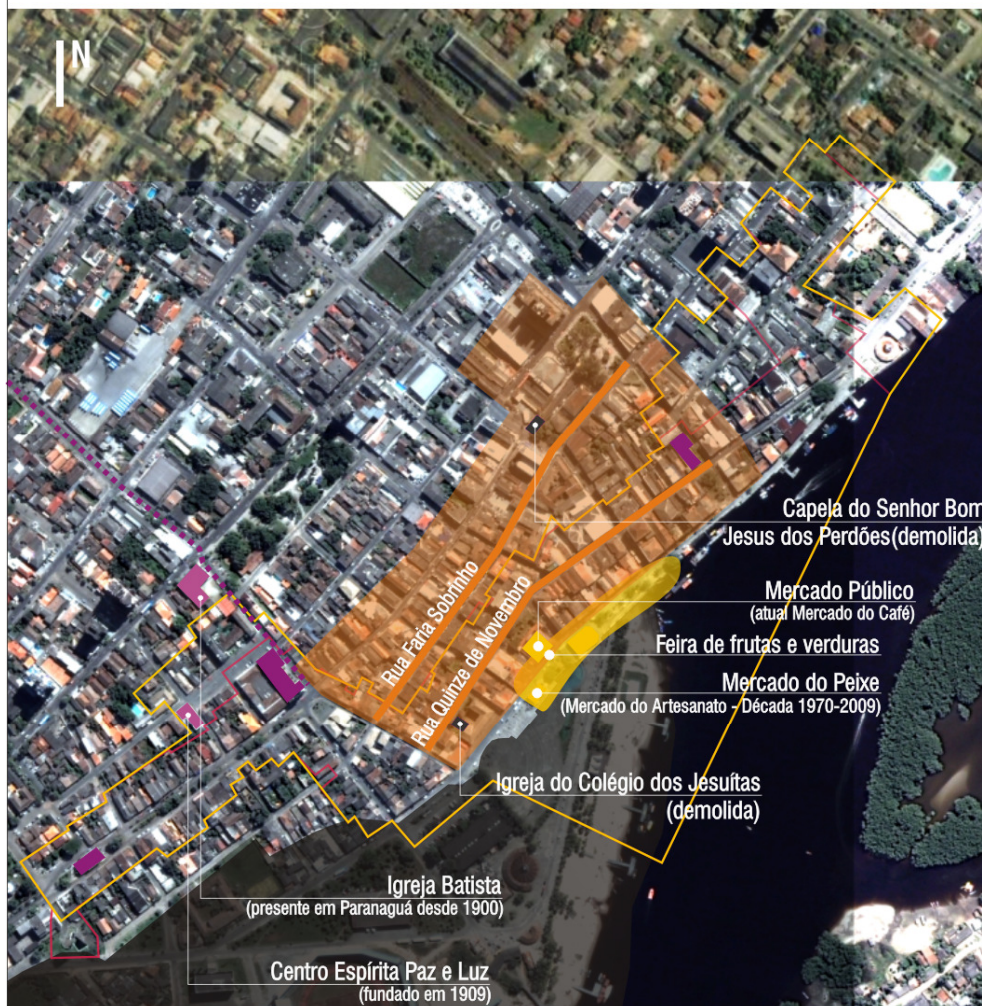 N
Capela do Senhor Bom
Jesus dos Perdões(demolida)
Rua Faria Sobrinho
Rua Quinze de Novembro
Mercado Público
(atual Mercado do Café)
Feira de frutas e verduras
Mercado do Peixe
(Mercado do Artesanato - Década 1970-2009)
Igreja do Colégio dos Jesuítas
(demolida)
Igreja Batista
(presente em Paranaguá desde 1900)
Centro Espírita Paz e Luz
(fundado em 1909)